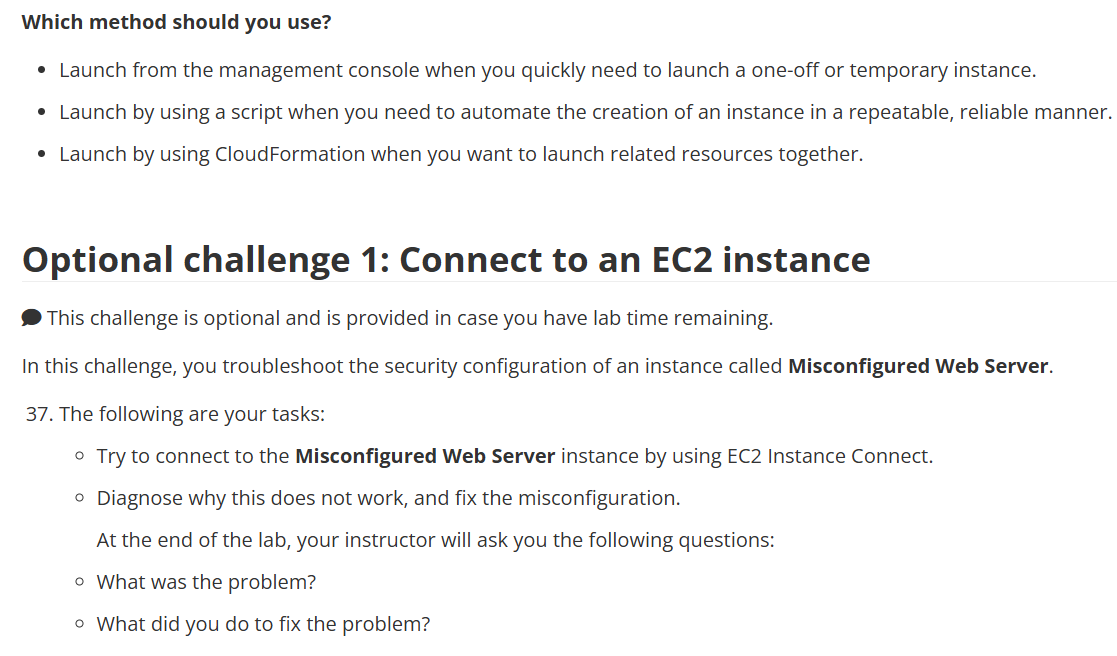 Which method should you use?
• Launch from the management console when you quickly need to launch a one-off or temporary instance.
• Launch by using a script when you need to automate the creation of an instance in a repeatable, reliable manner.
• Launch by using CloudFormation when you want to launch related resources together.
Optional challenge 1: Connect to an EC2 instance
This challenge is optional and is provided in case you have lab time remaining.
In this challenge, you troubleshoot the security configuration of an instance called Misconfigured Web Server.
37. The following are your tasks:
○ Try to connect to the Misconfigured Web Server instance by using EC2 Instance Connect.
○ Diagnose why this does not work, and fix the misconfiguration.
At the end of the lab, your instructor will ask you the following questions:
○ What was the problem?
○ What did you do to fix the problem?